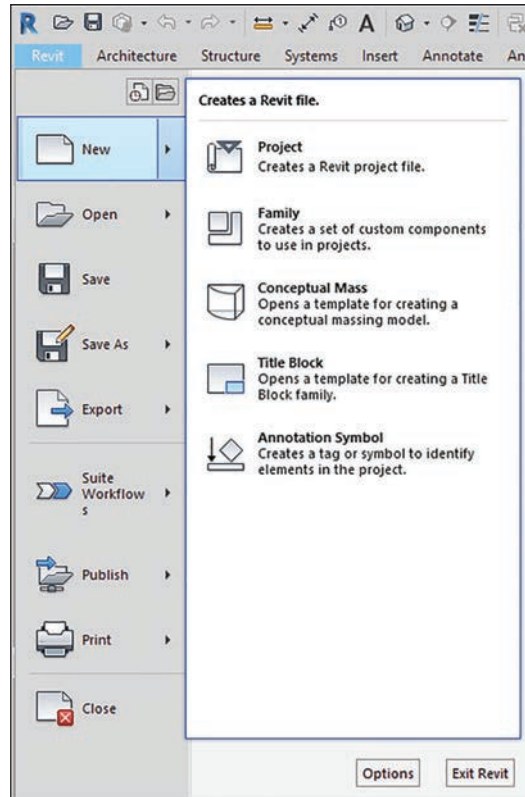 R A
Revit Architecture Structure Systems Insert Annotate An
Creates a Revit file.
New
Project
Creates a Revit project file.
Open
Family
Creates a set of custom components
to use in projects.
Save
Conceptual Mass
Opens a template for creating a
conceptual massing model.
Save As
Title Block
Opens a template for creating a Title
Block family.
Export
Annotation Symbol
Creates a tag or symbol to identify
elements in the project.
Suite
Workflow
s
Publish
Print
Close
Options Exit Revit